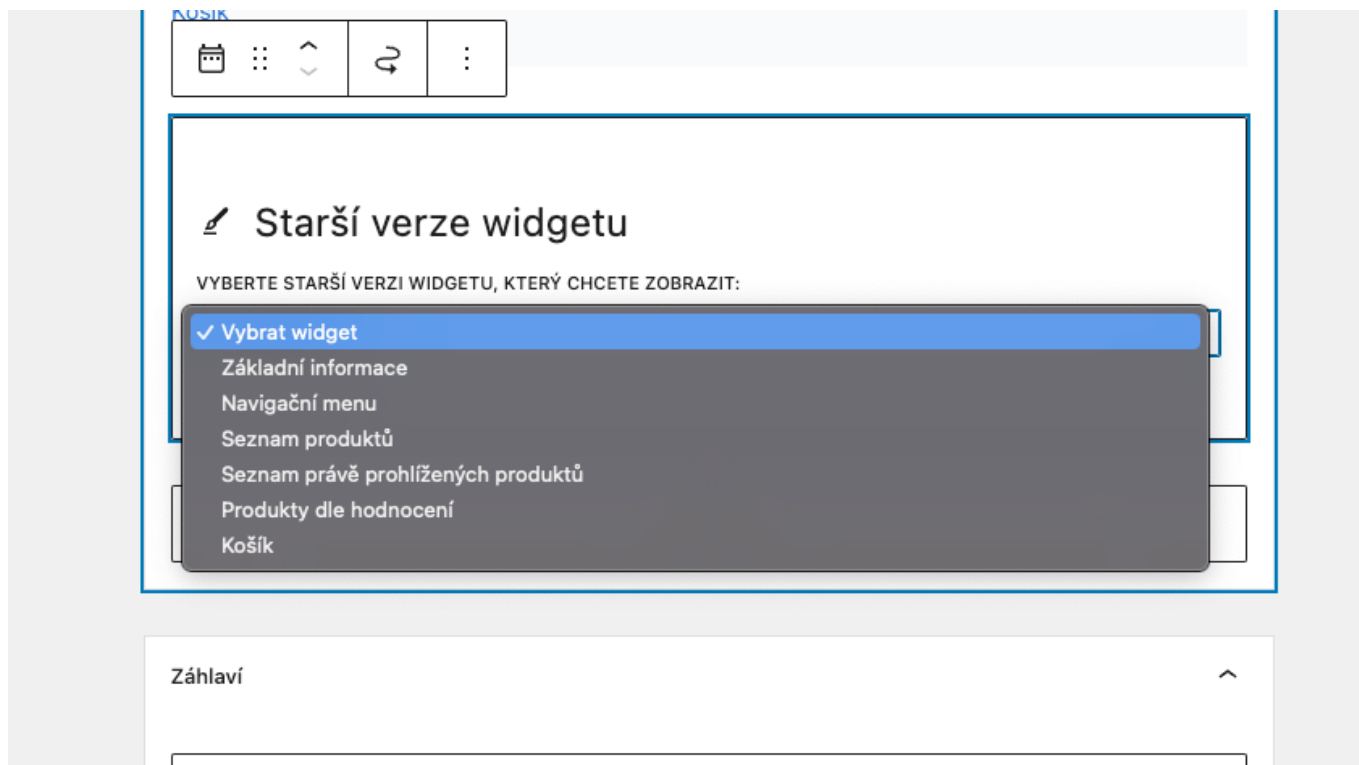 Košík
Starší verze widgetu
VYBERTE STARŠÍ VERZI WIDGETU, KTERÝ CHCETE ZOBRAZIT:
Vybrat widget
Základní informace
Navigační menu
Seznam produktů
Seznam právě prohlížených produktů
Produkty dle hodnocení
Košík
Záhlaví